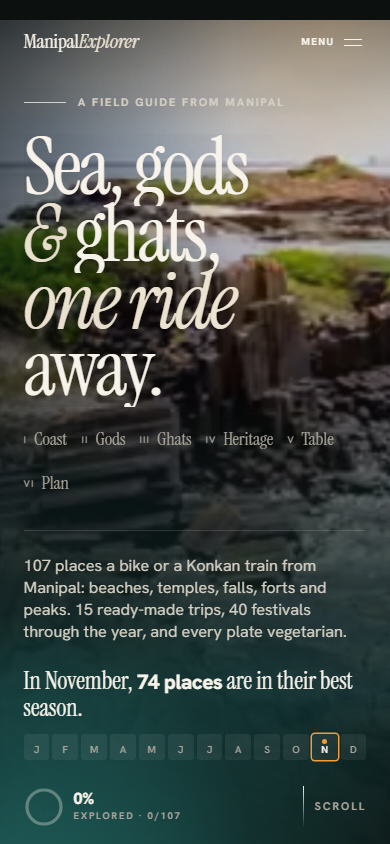 ManipalExplorer
MENU
A FIELD GUIDE FROM MANIPAL
Sea, gods
& ghats,
one ride
away.
I Coast II Gods III Ghats IV Heritage V Table
VI Plan
107 places a bike or a Konkan train from
Manipal: beaches, temples, falls, forts and
peaks. 15 ready-made trips, 40 festivals
through the year, and every plate vegetarian.
In November, 74 places are in their best
season.
J F M A M J J A S O N D
0%
EXPLORED · 0/107
SCROLL